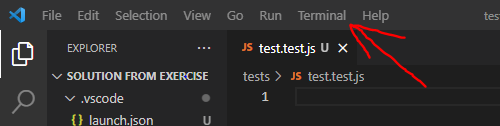 File Edit Selection View Go Run Terminal Help
EXPLORER
JS test.test.js U
SOLUTION FROM EXERCISE
tests > JS test.test.js
.vscode
1
launch.json U